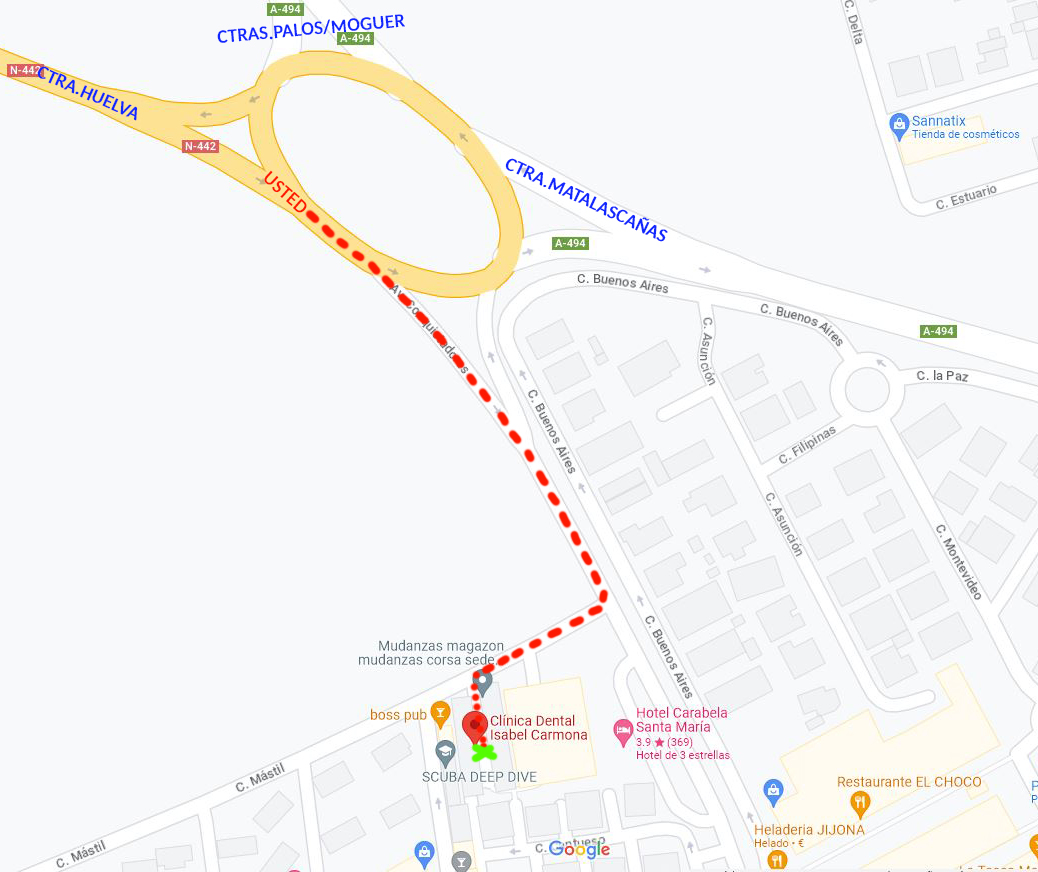 A-494
CTRAS.PALOS/MOGUER
A-494
C. Delta
N-442
CTRA.HUELVA
Sannatix
Tienda de cosméticos
N-442
CTRA.MATALASCAÑAS
USTED
C. Estuario
A-494
C. Buenos Aires
C. Buenos Aires
A-494
C. Asunción
C. la Paz
C. Buenos Aires
C. Filipinas
C. Asunción
C. Montevideo
C. Buenos Aires
Mudanzas magazon
mudanzas corsa sede
boss pub
Clínica Dental
Isabel Carmona
Hotel Carabela
Santa María
3.9 ★ (369)
Hotel de 3 estrellas
SCUBA DEEP DIVE
C. Mástil
Restaurante EL CHOCO
Heladeria JIJONA
Helado • €
Google
C. Mástil